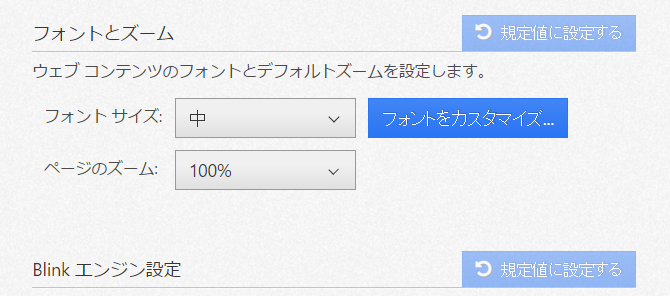 フォントとズーム 規定値に設定する
ウェブ コンテンツのフォントとデフォルトズームを設定します。
フォント サイズ: 中 フォントをカスタマイズ...
ページのズーム: 100%
Blink エンジン設定 規定値に設定する